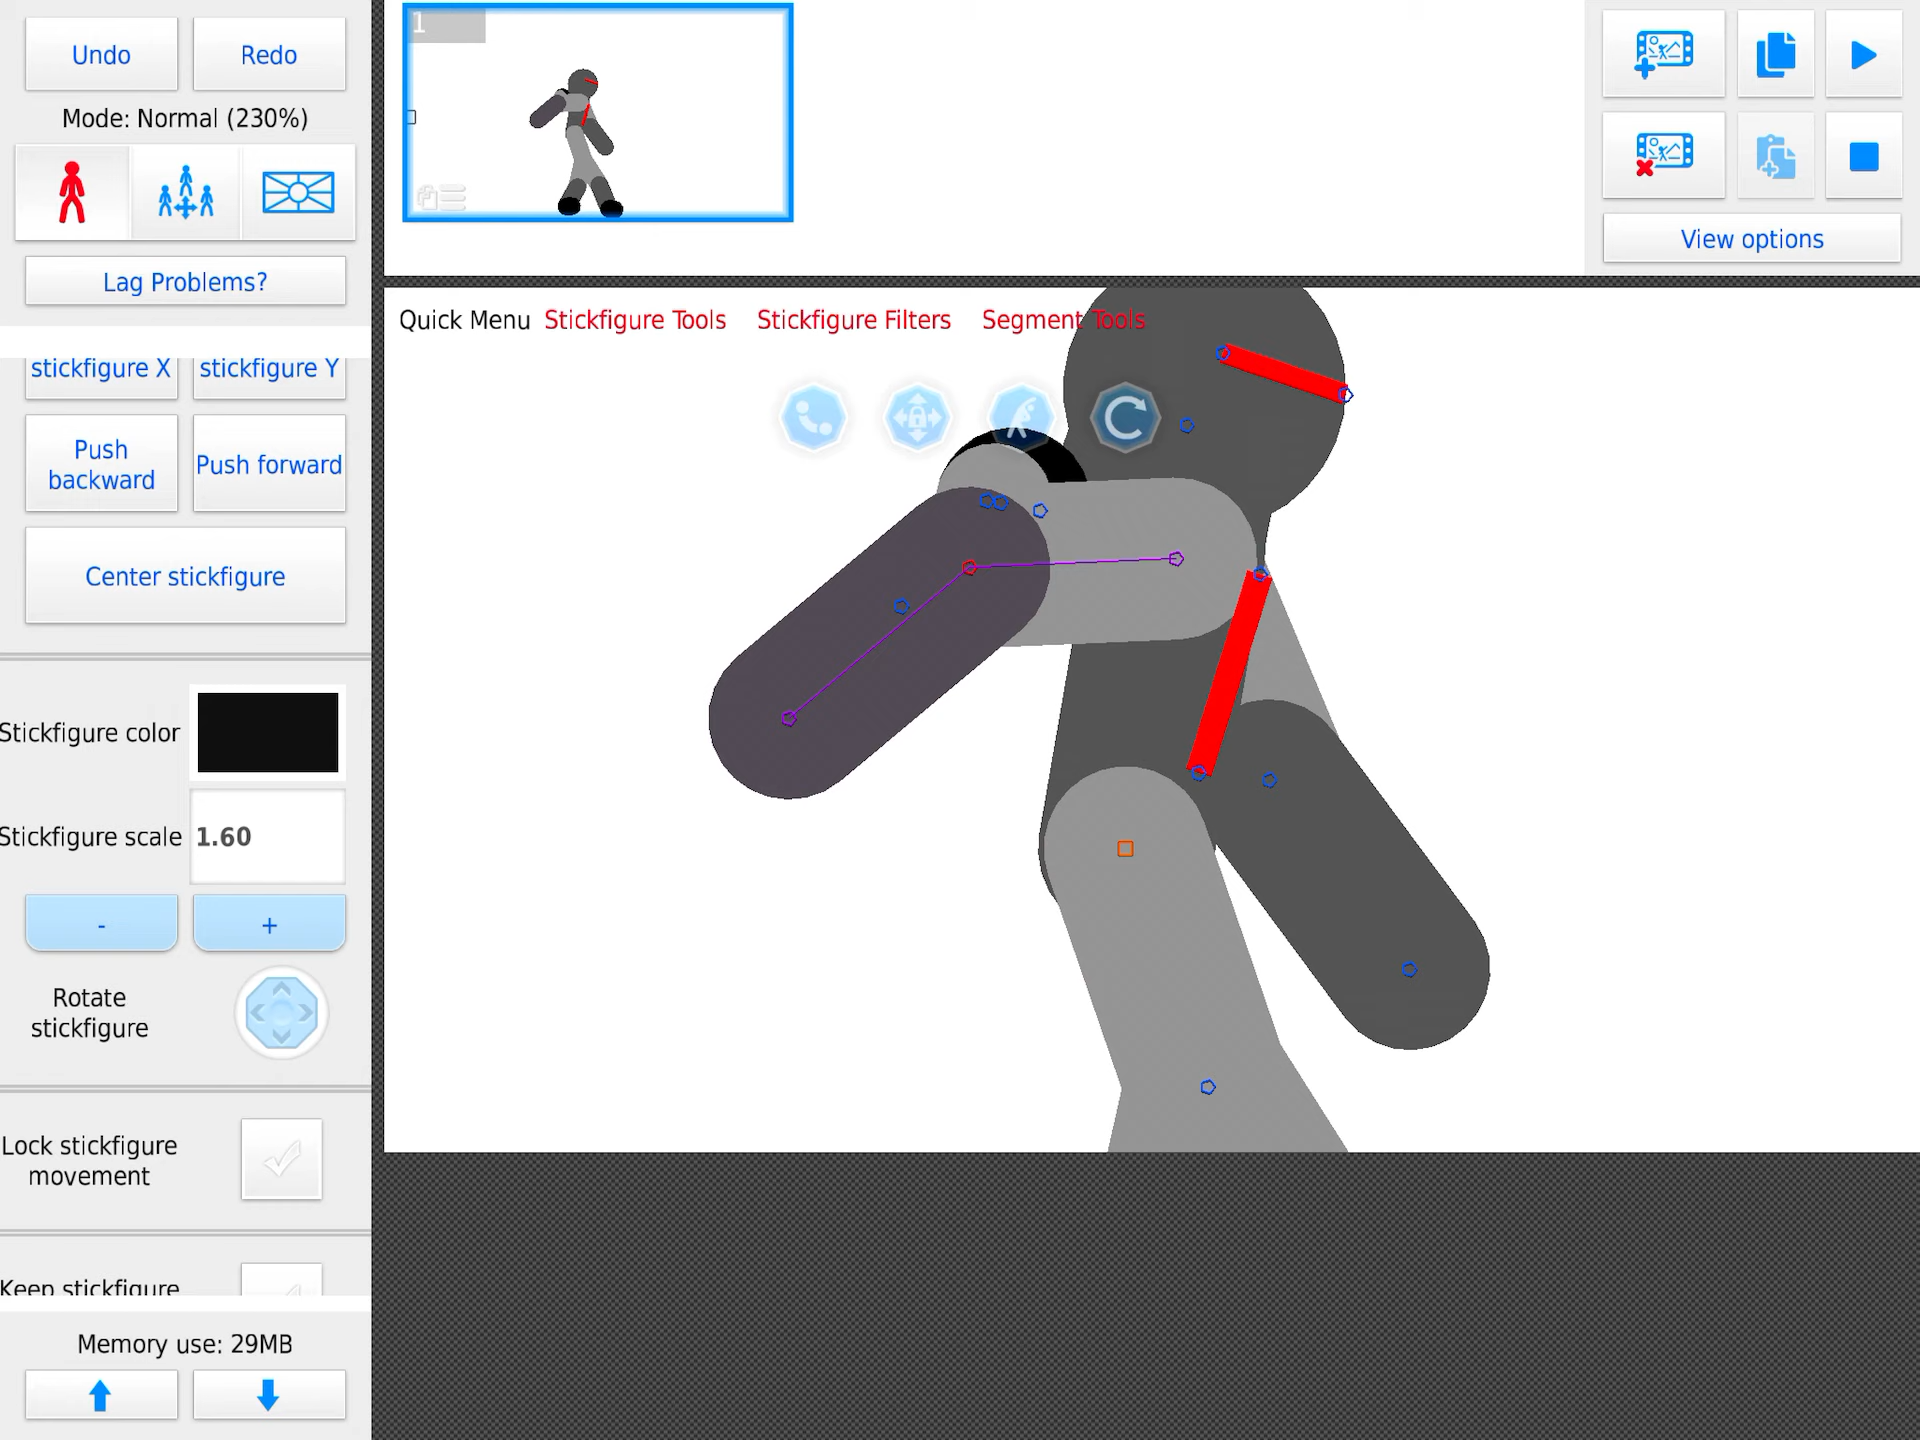 Undo
Redo
Mode: Normal (230%)
Lag Problems?
stickfigure X
stickfigure Y
Push backward
Push forward
Center stickfigure
Stickfigure color
Stickfigure scale
1.60
-
+
Rotate
stickfigure
Lock stickfigure
movement
Keep stickfigure
Memory use: 29MB
1
View options
Quick Menu
Stickfigure Tools
Stickfigure Filters
Segment Tools